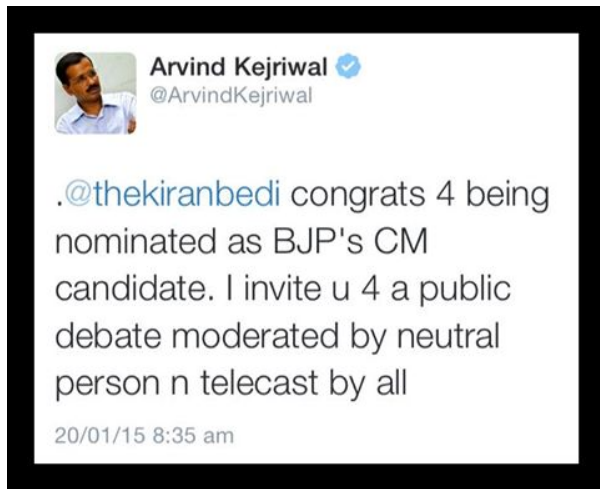 Arvind Kejriwal
@ArvindKejriwal
.@thekiranbedi congrats 4 being
nominated as BJP's CM
candidate. I invite u 4 a public
debate moderated by neutral
person n telecast by all
20/01/15 8:35 am